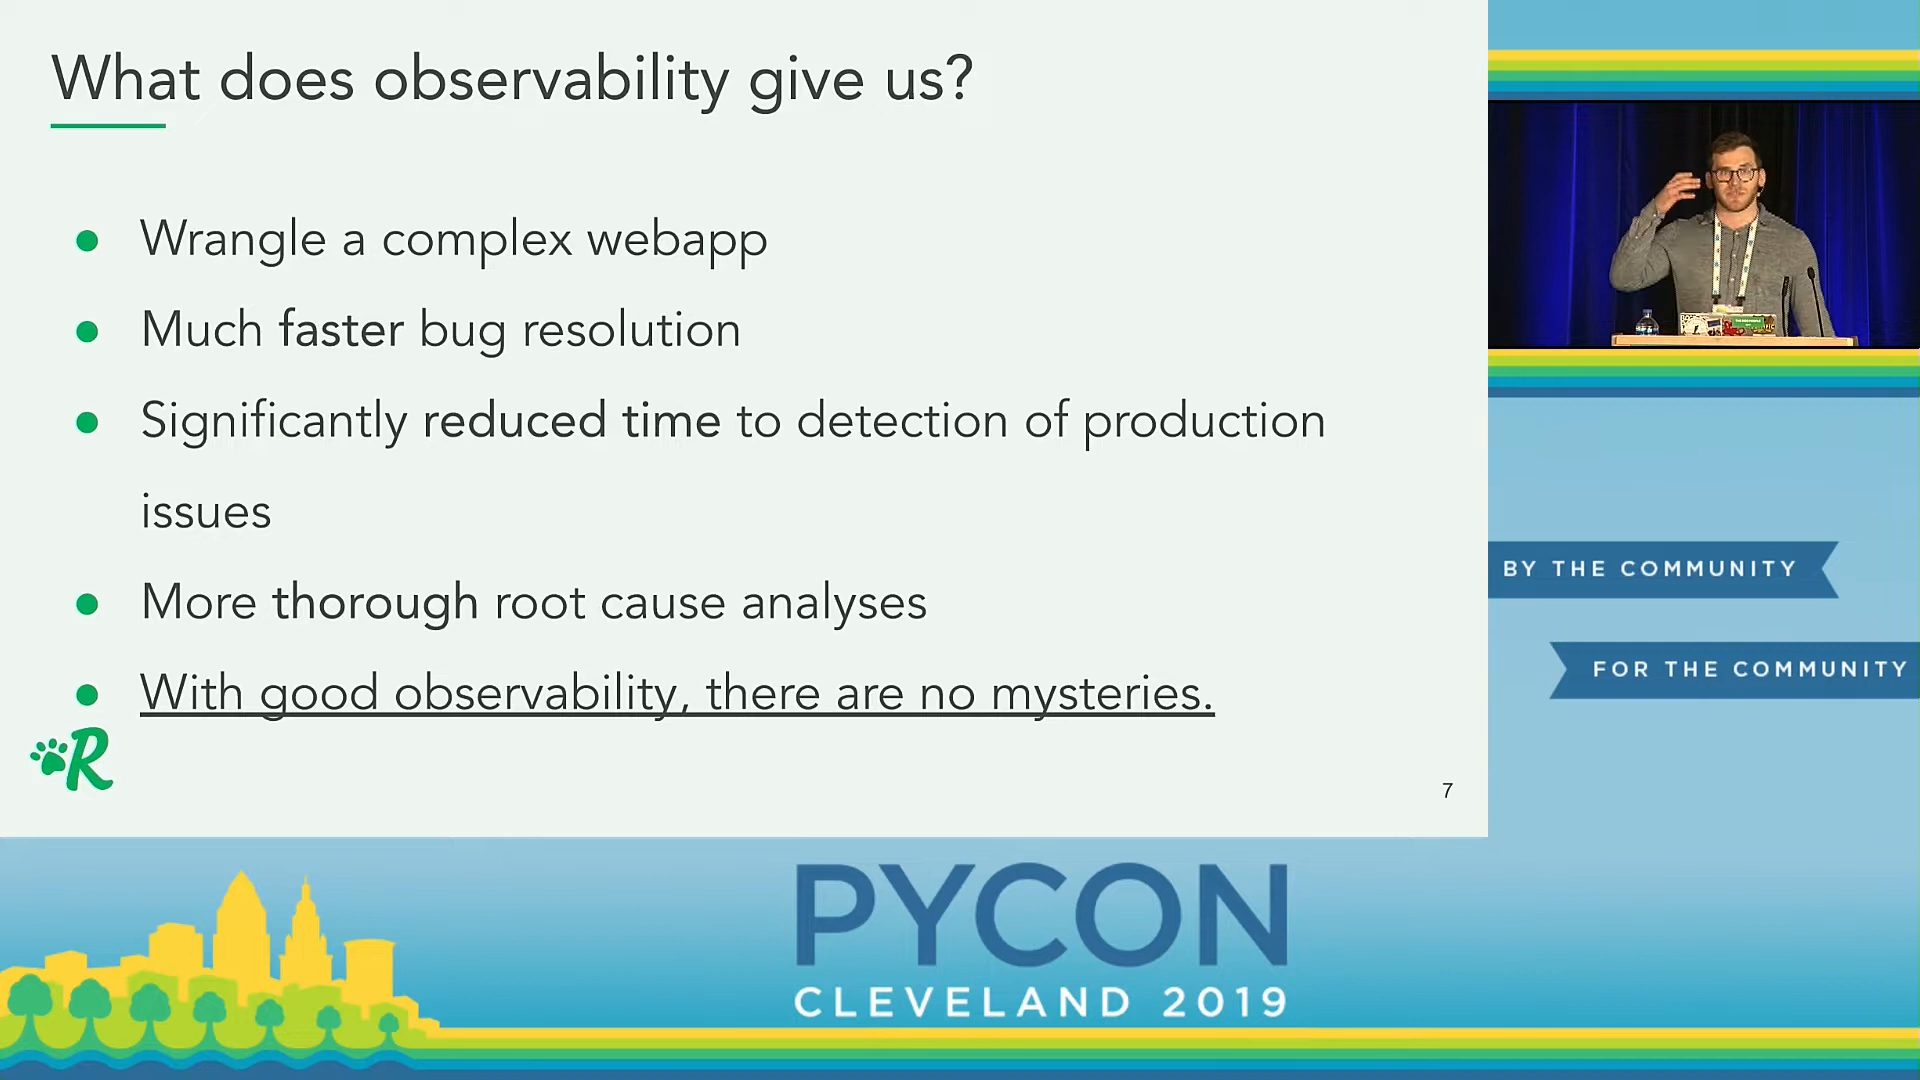 What does observability give us?
● Wrangle a complex webapp
● Much faster bug resolution
● Significantly reduced time to detection of production
issues
● More thorough root cause analyses
● With good observability, there are no mysteries.
R
7
BY THE COMMUNITY
FOR THE COMMUNITY
PYCON
CLEVELAND 2019